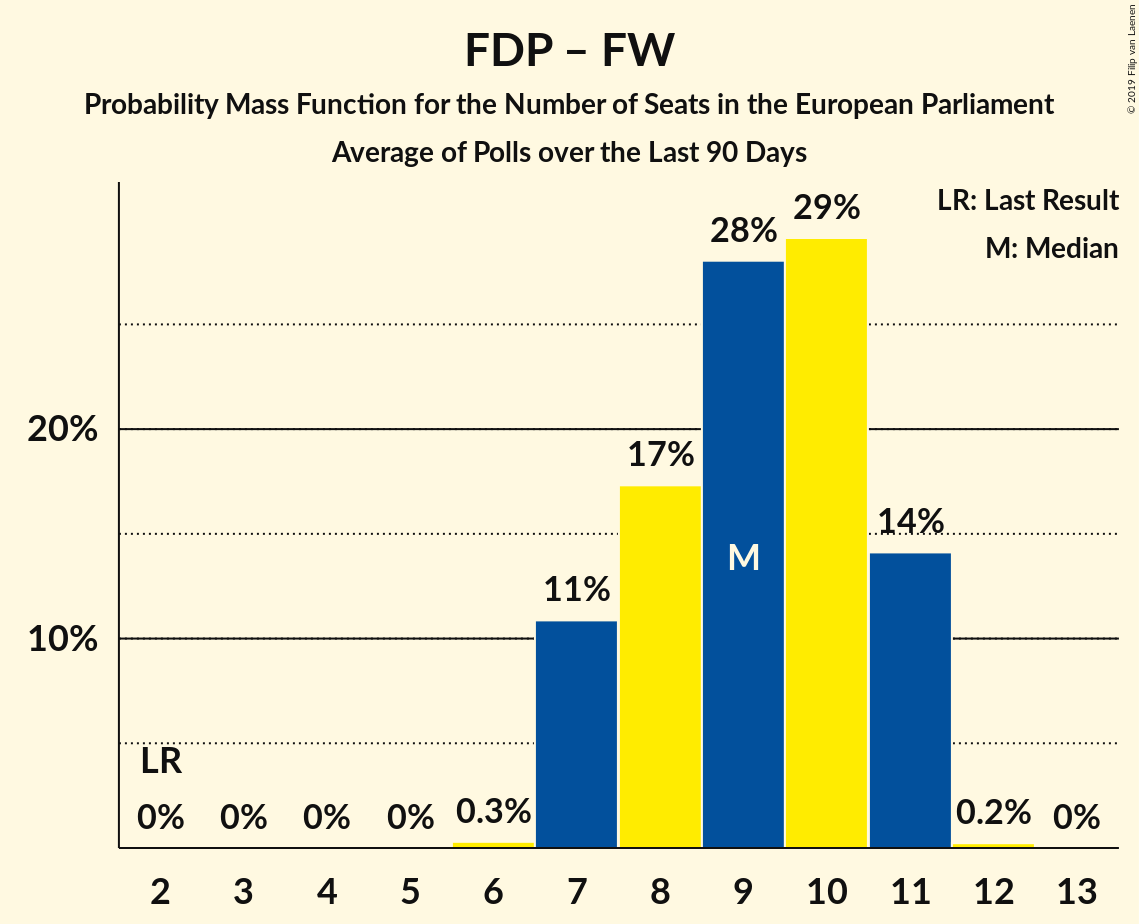 FDP – FW
Probability Mass Function for the Number of Seats in the European Parliament
Average of Polls over the Last 90 Days
© 2019 Filip van Laenen
LR: Last Result
M: Median
20%
10%
LR
0%
0%
0%
0%
0.3%
11%
17%
28%
M
29%
14%
0.2%
0%
2 3 4 5 6 7 8 9 10 11 12 13